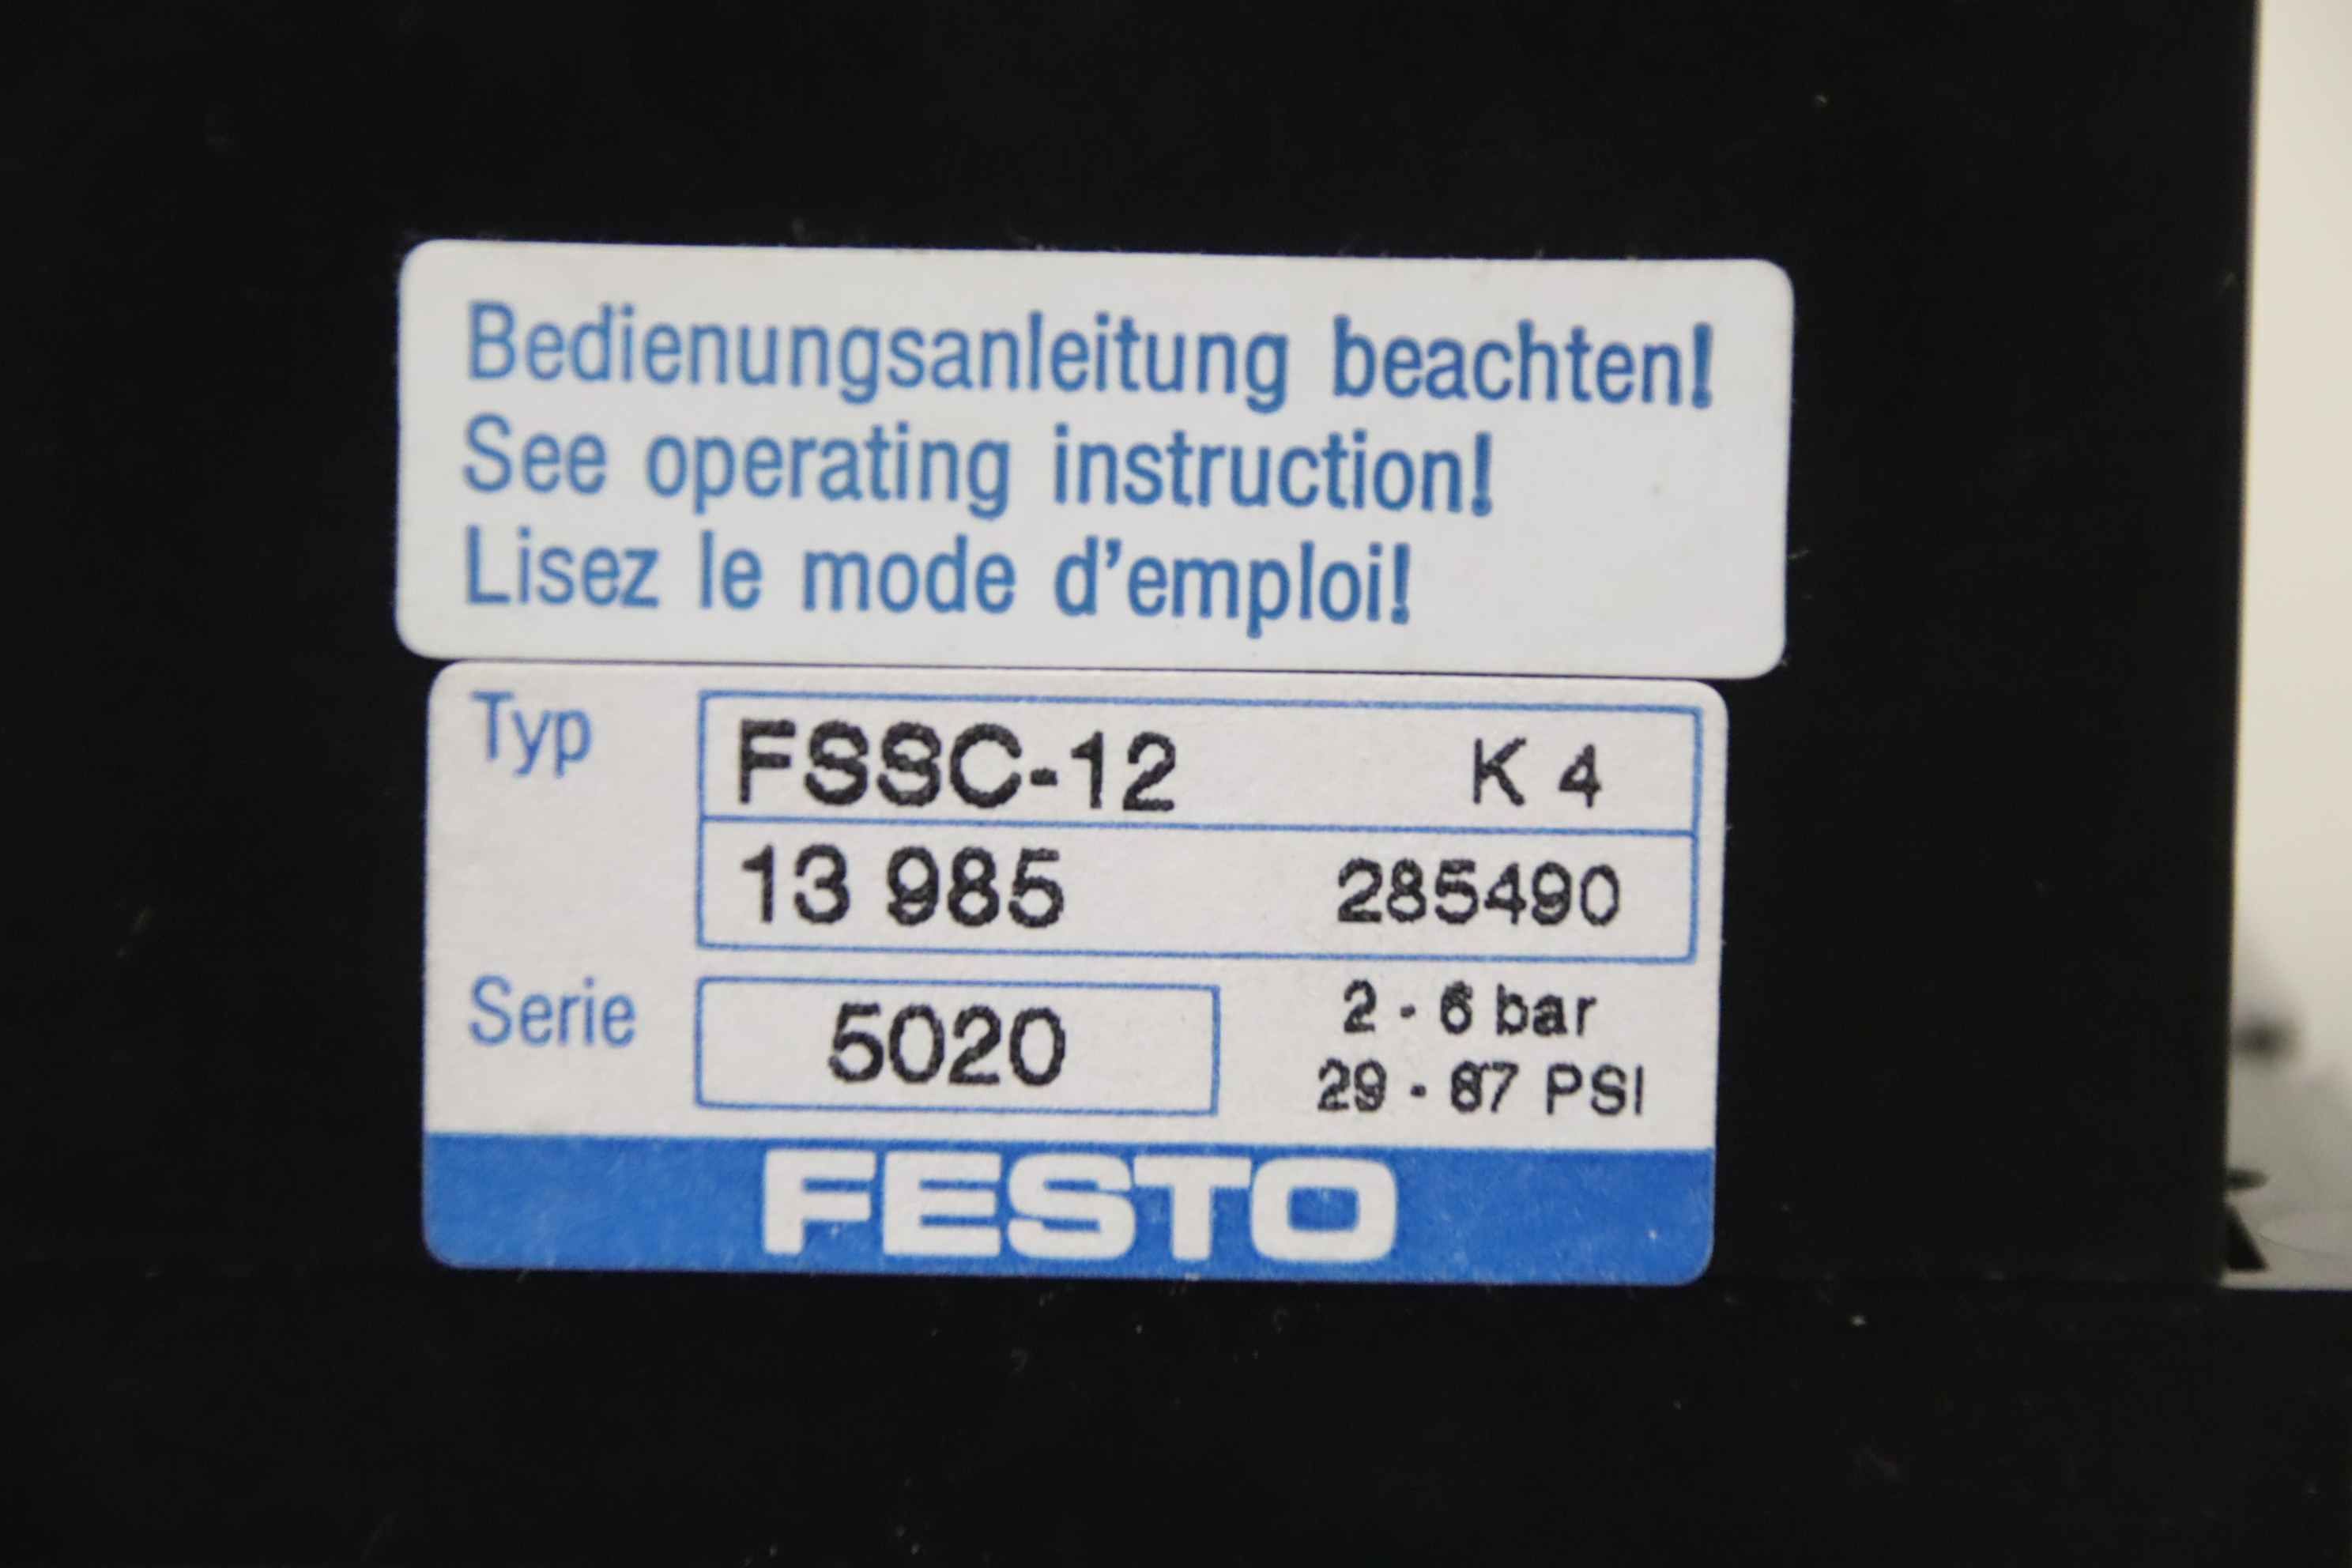 Bedienungsanleitung beachten!
See operating instruction!
Lisez le mode d'emploi!
Typ FSSC-12 K 4
13 985 285490
Serie 5020 2 - 6 bar
29 - 87 PSI
FESTO